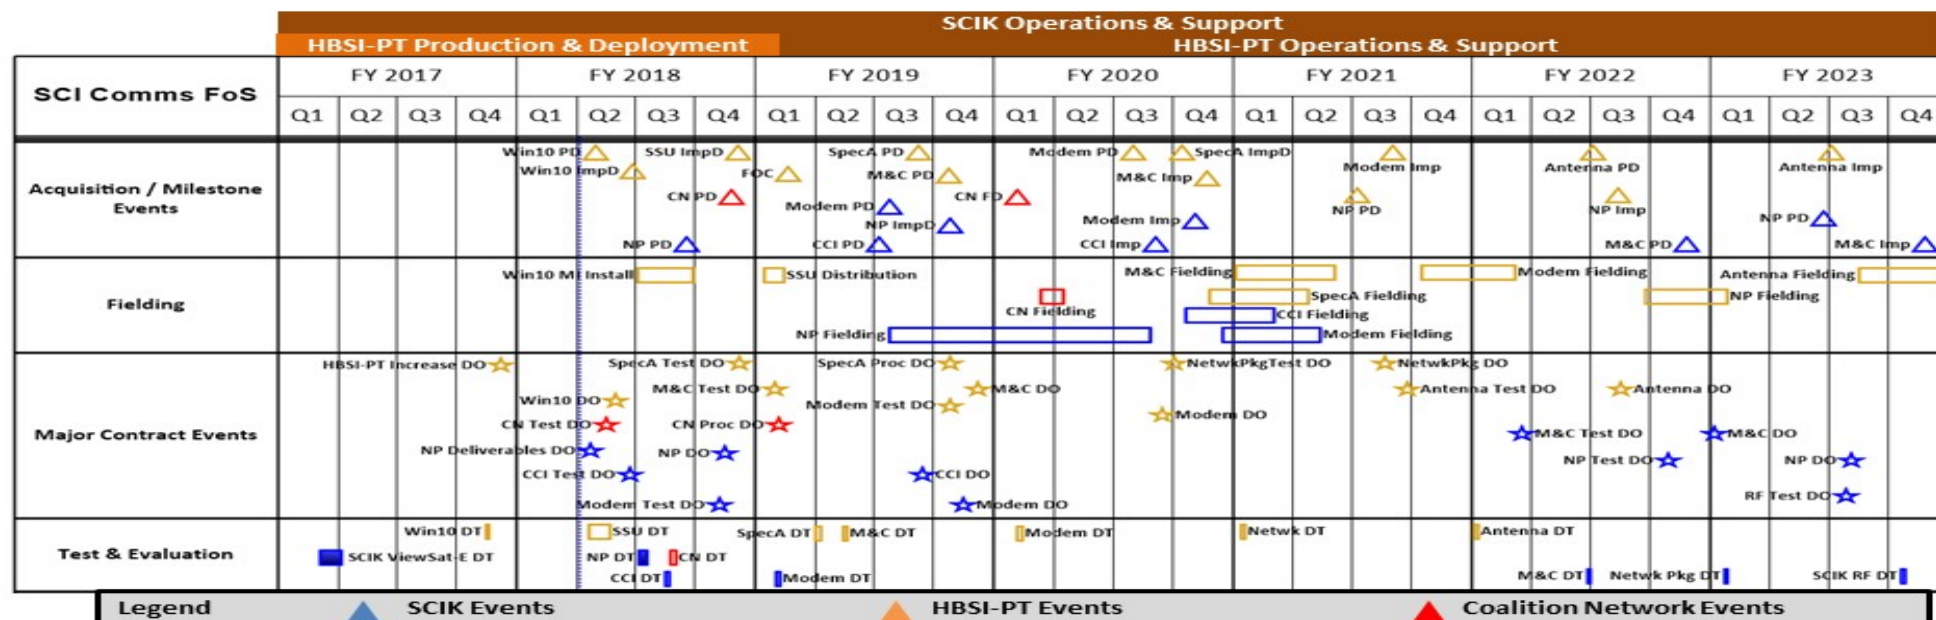 SCIK Operations & Support
HBSI-PT Production & Deployment HBSI-PT Operations & Support
SCI Comms FoS FY 2017 FY 2018 FY 2019 FY 2020 FY 2021 FY 2022 FY 2023
Q1 Q2 Q3 Q4 Q1 Q2 Q3 Q4 Q1 Q2 Q3 Q4 Q1 Q2 Q3 Q4 Q1 Q2 Q3 Q4 Q1 Q2 Q3 Q4 Q1 Q2 Q3 Q4
Acquisition / Milestone
Events
Win10 PD SSU ImpD SpecA PD Modem PD SpecA ImpD
Modem Imp Antenna PD Antenna Imp
Win10 ImpD FOC M&C PD M&C Imp
CN PD CN FD
Modem PD NP PD NP Imp
NP ImpD Modem Imp NP PD
NP PD CCI PD CCI Imp M&C PD M&C Imp
Fielding
Win10 MI Install SSU Distribution M&C Fielding Modem Fielding Antenna Fielding
SpecA Fielding NP Fielding
CN Fielding CCI Fielding
NP Fielding Modem Fielding
Major Contract Events
HBSI-PT Increase DO SpecA Test DO SpecA Proc DO NetwkPkgTest DO NetwkPkg DO
M&C Test DO M&C DO Antenna Test DO Antenna DO
Win10 DO Modem Test DO Modem DO
CN Test DO CN Proc DO M&C Test DO M&C DO
NP Deliverables DO NP DO NP Test DO NP DO
CCI Test DO CCI DO
RF Test DO
Modem Test DO Modem DO
Test & Evaluation
Win10 DT SSU DT SpecA DT M&C DT Modem DT Netwk DT Antenna DT
SCIK ViewSat-E DT NP DT CN DT
CCI DT Modem DT M&C DT Netwk Pkg DT SCIK RF DT
Legend SCIK Events HBSI-PT Events Coalition Network Events